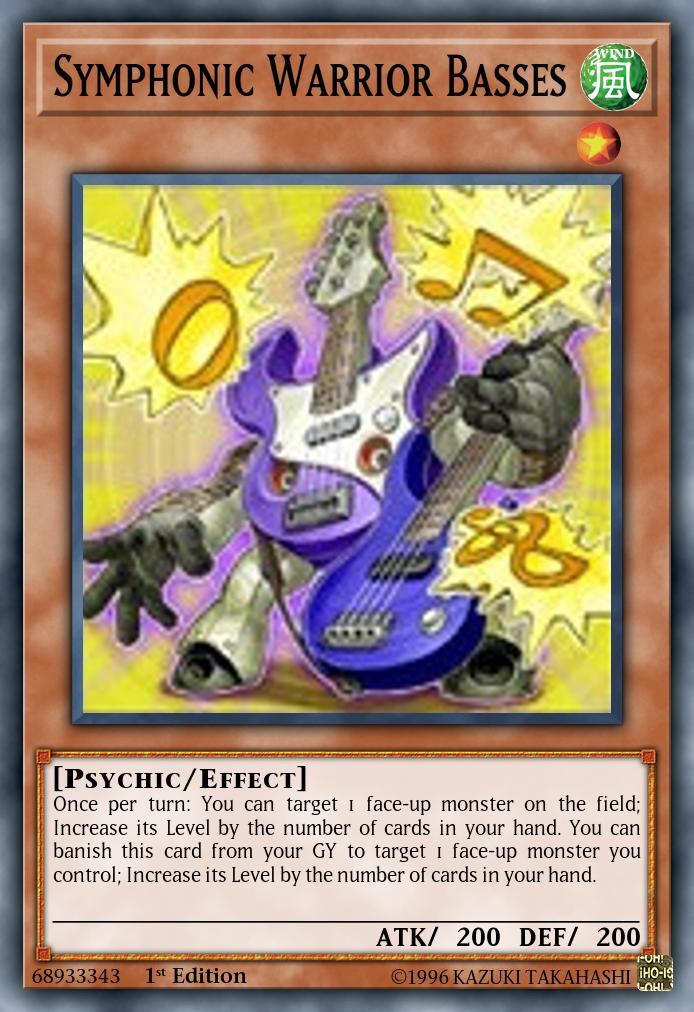 Symphonic Warrior Basses
WIND
風
[Psychic/Effect]
Once per turn: You can target 1 face-up monster on the field;
Increase its Level by the number of cards in your hand. You can
banish this card from your GY to target 1 face-up monster you
control; Increase its Level by the number of cards in your hand.
ATK/ 200 DEF/ 200
68933343 1st Edition ©1996 KAZUKI TAKAHASHI